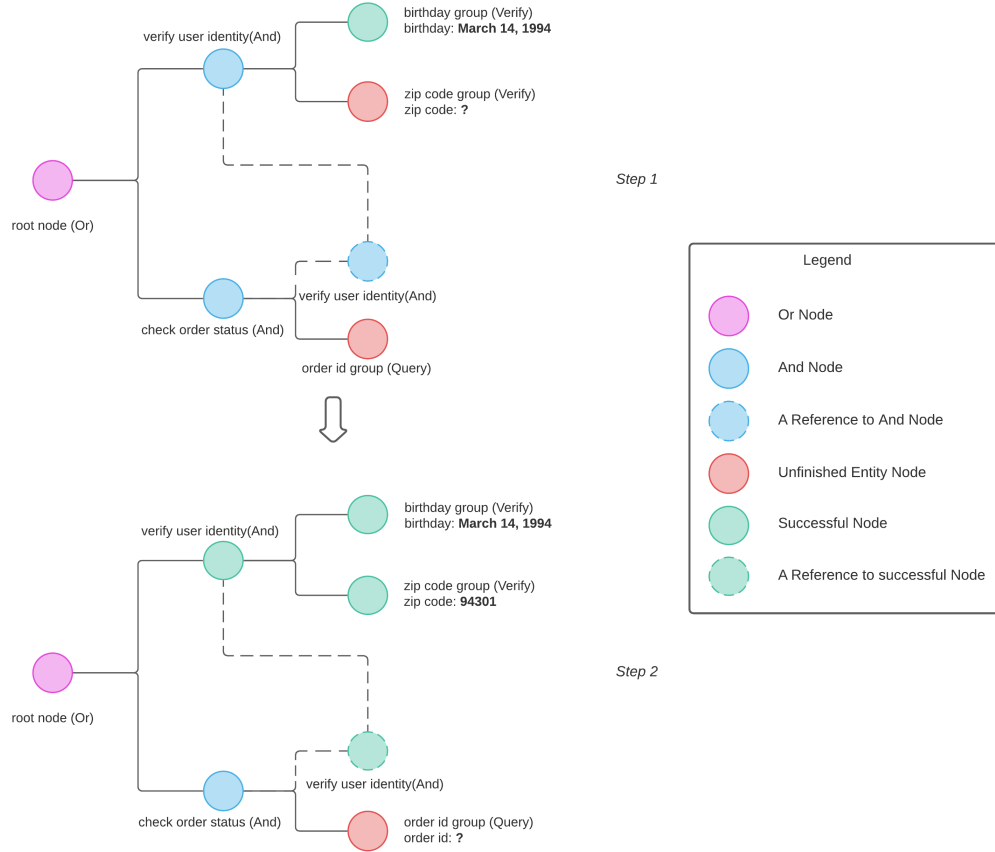 birthday group (Verify)
birthday: March 14, 1994
verify user identity(And)
zip code group (Verify)
zip code: ?
Step 1
root node (Or)
verify user identity(And)
check order status (And)
order id group (Query)
Legend
Or Node
And Node
A Reference to And Node
Unfinished Entity Node
Successful Node
A Reference to successful Node
birthday group (Verify)
birthday: March 14, 1994
verify user identity(And)
zip code group (Verify)
zip code: 94301
Step 2
root node (Or)
verify user identity(And)
check order status (And)
order id group (Query)
order id: ?